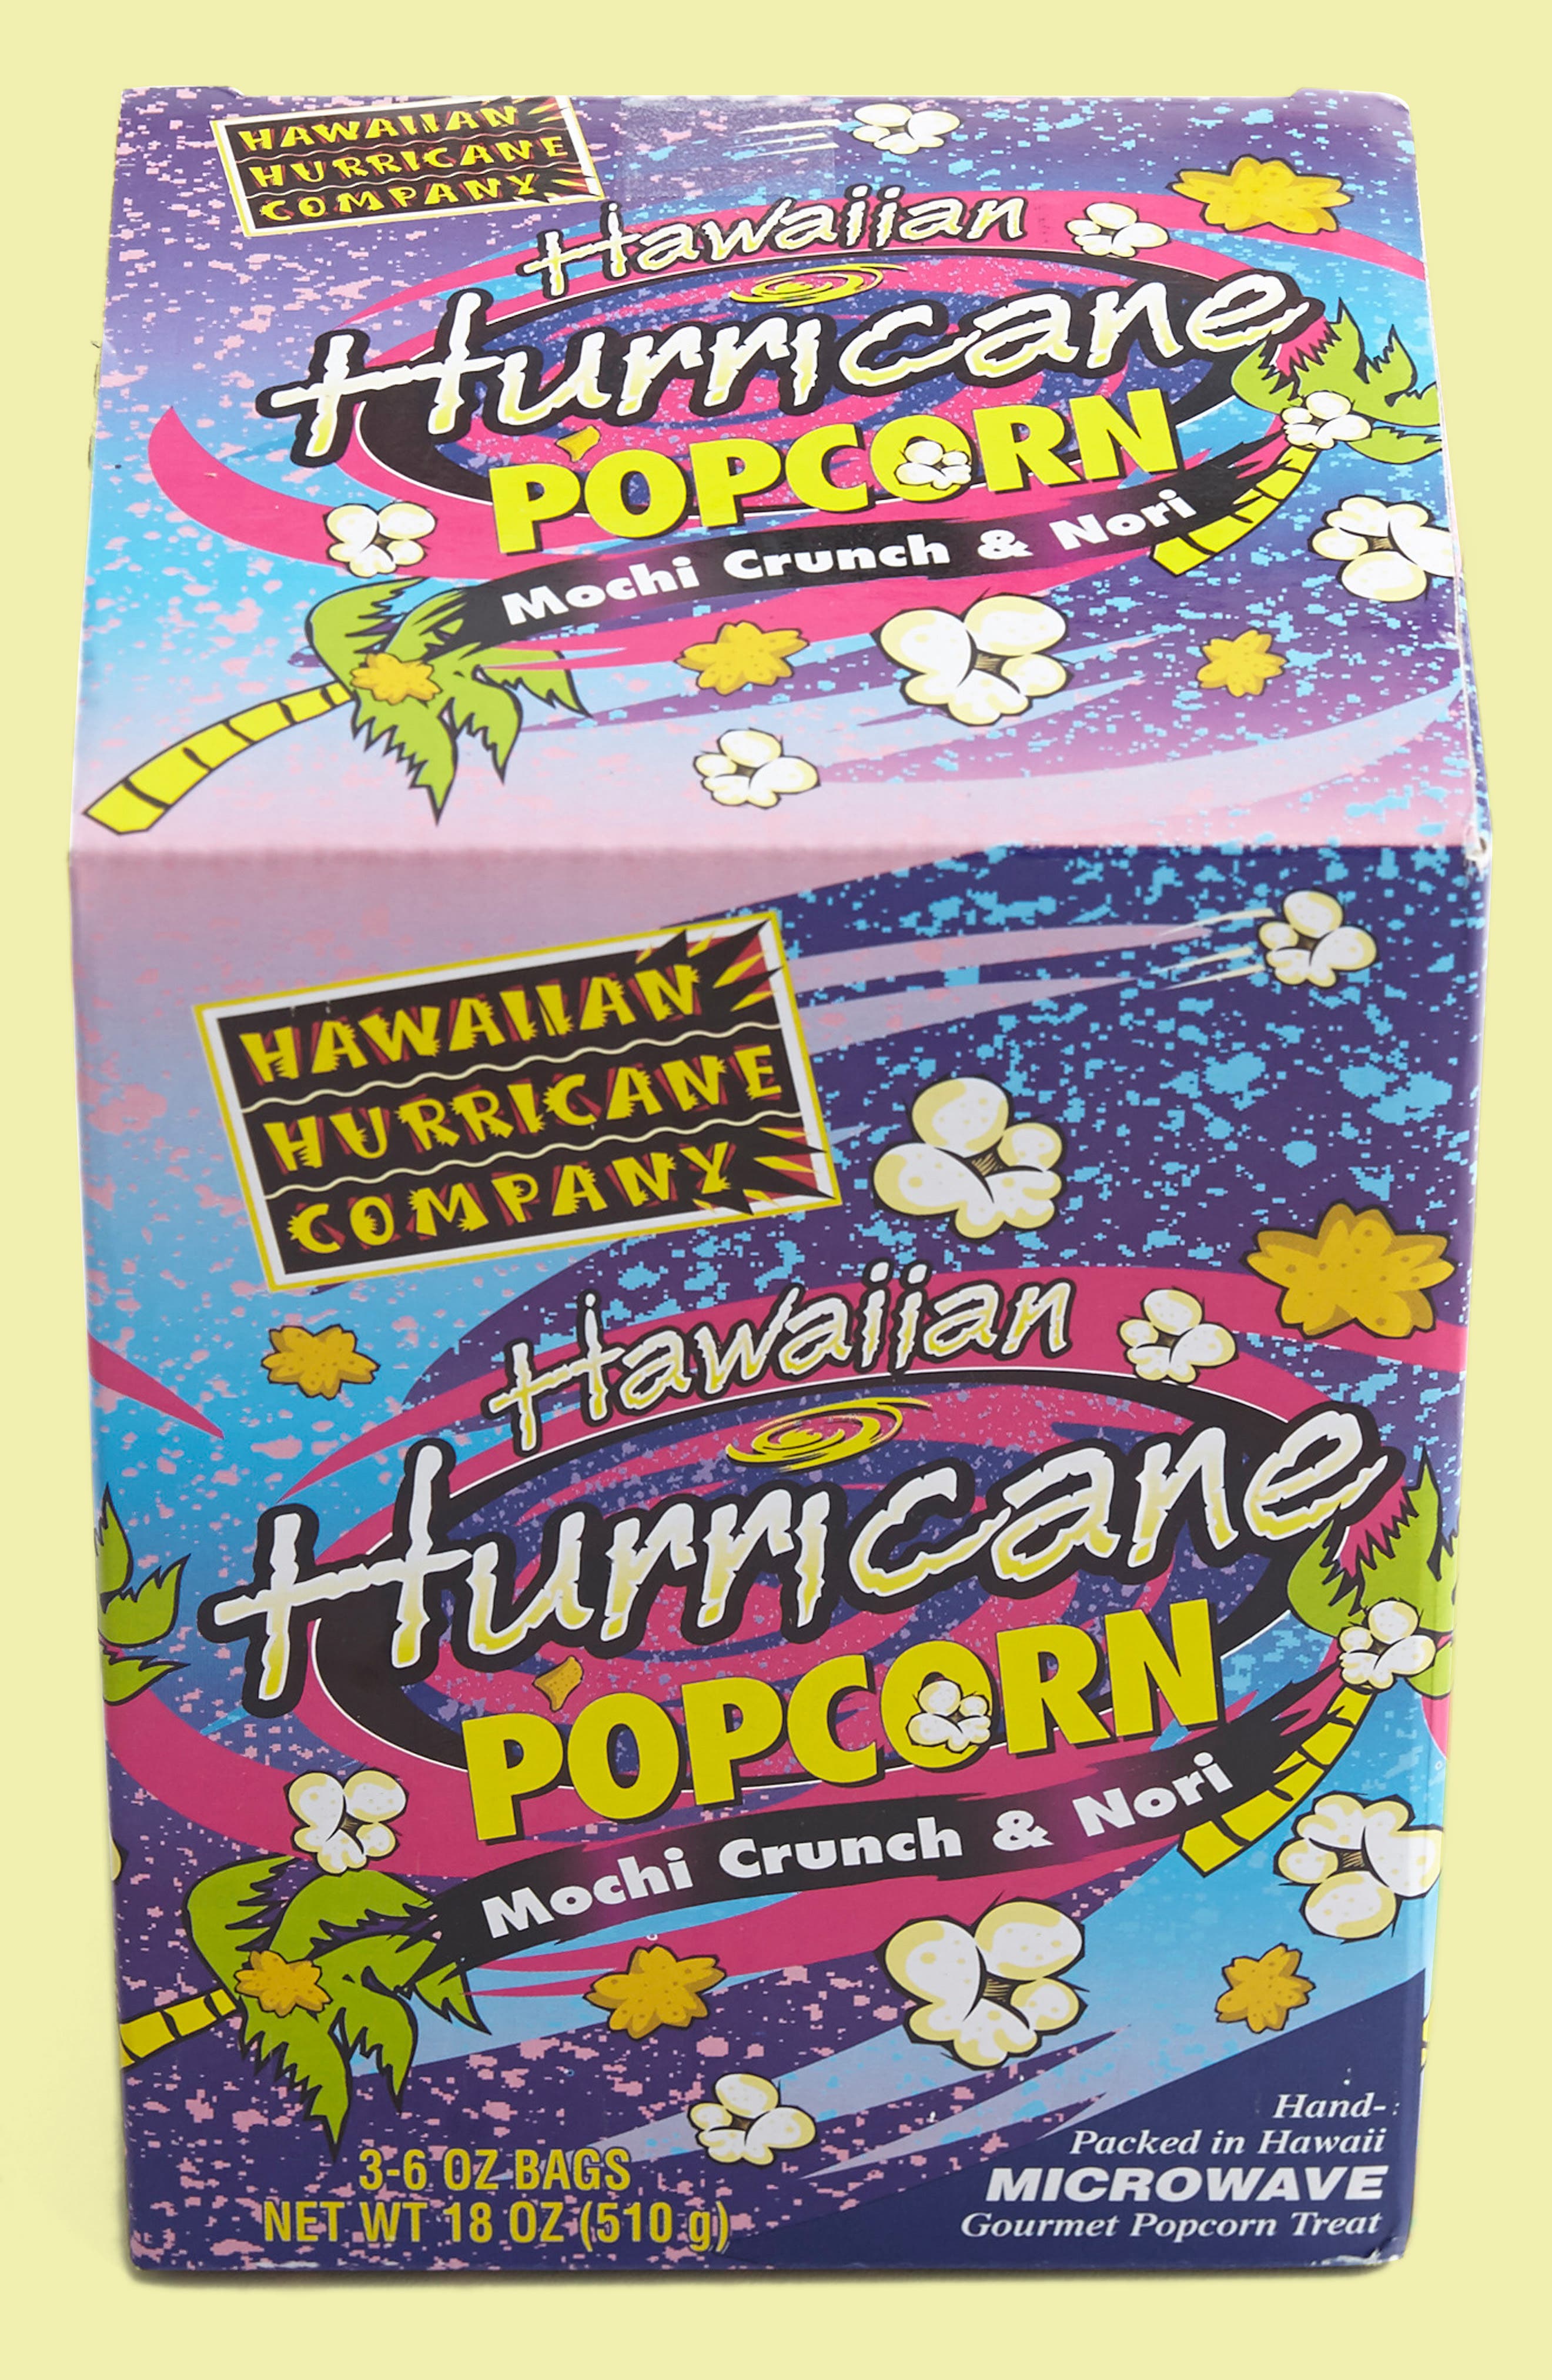 HAWAIIAN
HURRICANE
COMPANY
Hawaiian
Hurricane
POPCORN
Mochi Crunch & Nori
HAWAIIAN
HURRICANE
COMPANY
Hawaiian
Hurricane
POPCORN
Mochi Crunch & Nori
3-6 OZ BAGS
NET WT 18 OZ (510 g)
Hand-
Packed in Hawaii
MICROWAVE
Gourmet Popcorn Treat